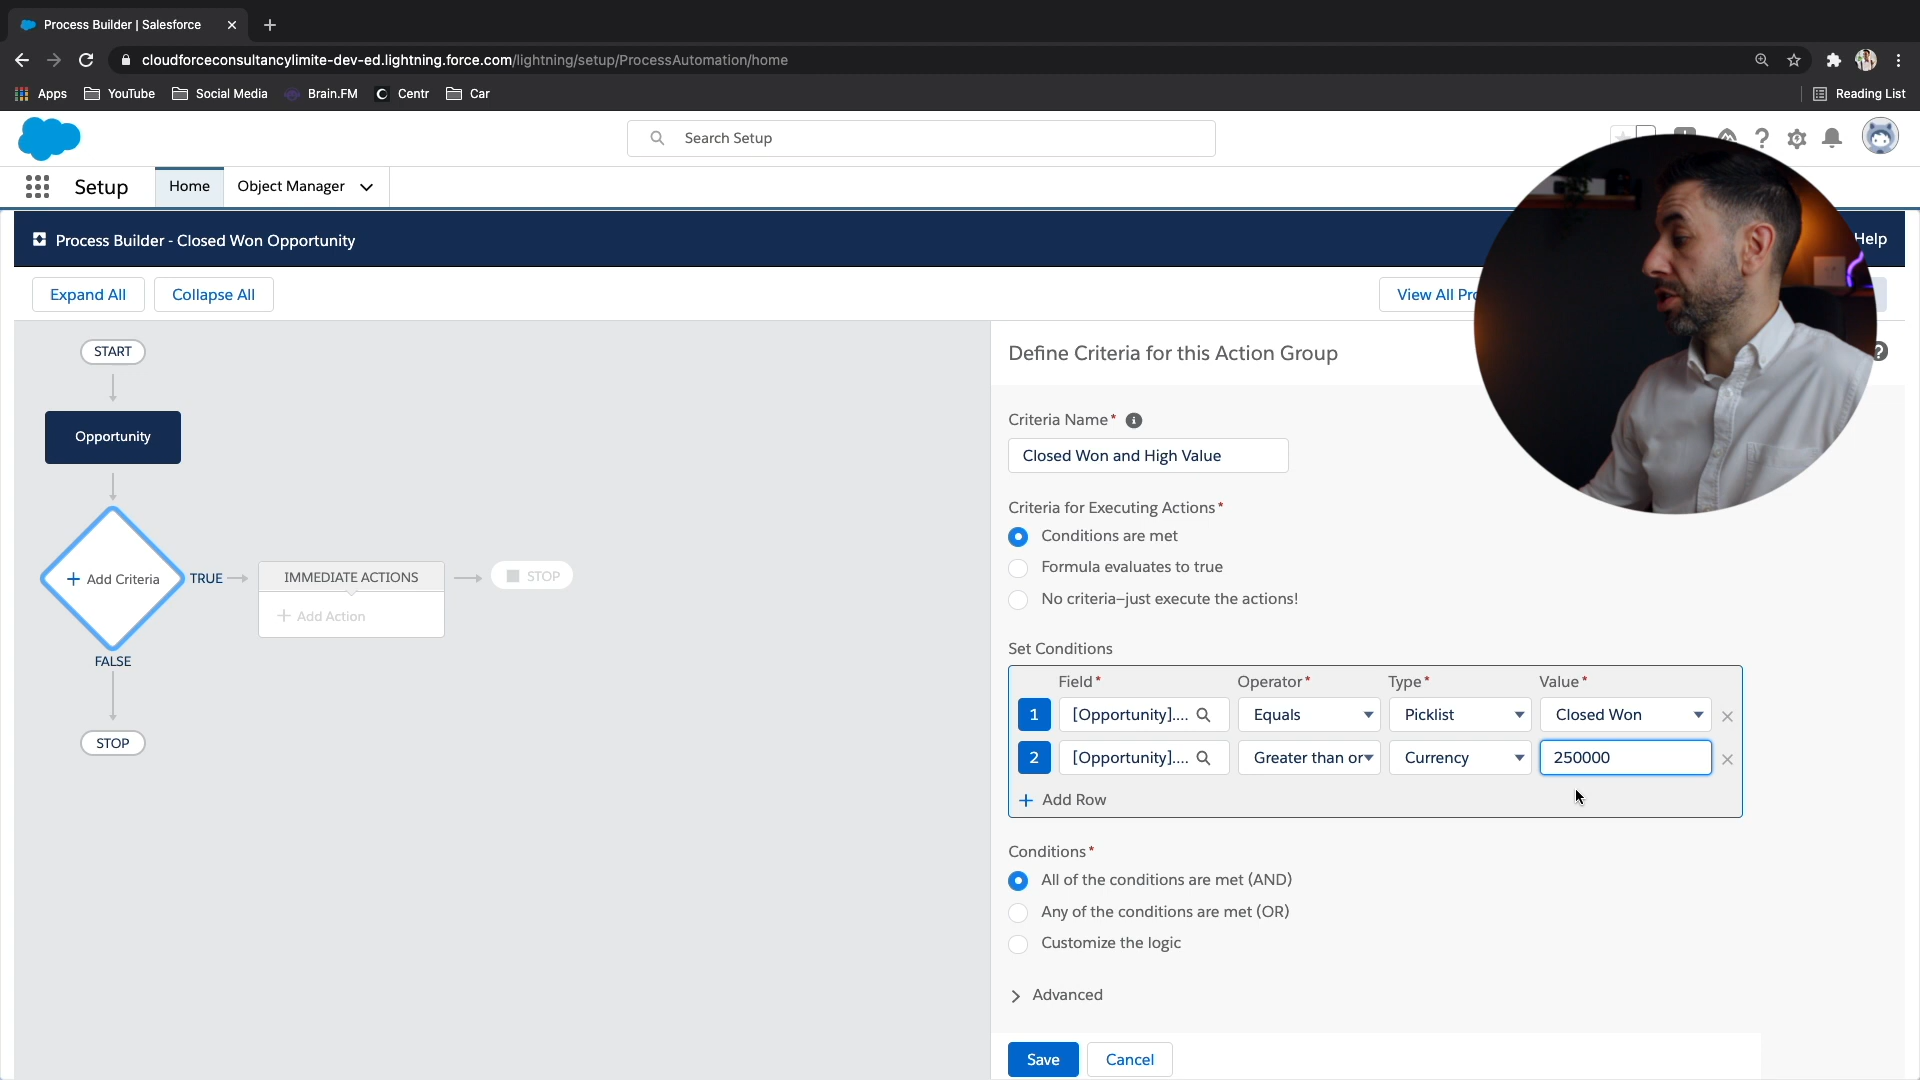 Process Builder | Salesforce
cloudforceconsultancylimite-dev-ed.lightning.force.com/lightning/setup/ProcessAutomation/home
Apps YouTube Social Media Brain.FM Centr Car Reading List
Search Setup
Setup Home Object Manager
Process Builder - Closed Won Opportunity Help
Expand All Collapse All View All
START
Opportunity
+ Add Criteria TRUE IMMEDIATE ACTIONS STOP
+ Add Action
FALSE
STOP
Define Criteria for this Action Group
Criteria Name*
Closed Won and High Value
Criteria for Executing Actions*
Conditions are met
Formula evaluates to true
No criteria—just execute the actions!
Set Conditions
Field* Operator* Type* Value*
1 [Opportunity].... Equals Picklist Closed Won
2 [Opportunity].... Greater than or Currency 250000
+ Add Row
Conditions*
All of the conditions are met (AND)
Any of the conditions are met (OR)
Customize the logic
Advanced
Save Cancel